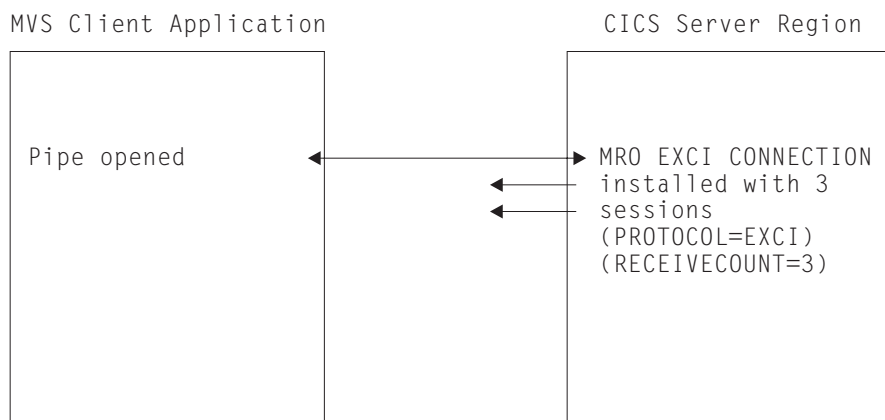 MVS Client Application
CICS Server Region
Pipe opened
MRO EXCI CONNECTION
installed with 3
sessions
(PROTOCOL=EXCI)
(RECEIVECOUNT=3)